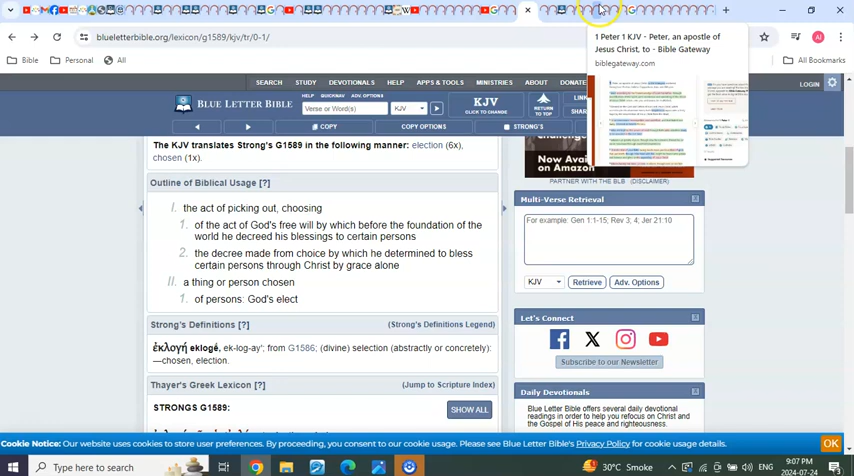 blueletterbible.org/lexicon/g1589/kjv/tr/0-1/
AI
Bible
Personal
All
All Bookmarks
1 Peter 1 KJV - Peter, an apostle of
Jesus Christ, to - Bible Gateway
biblegateway.com
SEARCH
STUDY
BIBLES
HELP
APPS & TOOLS
MINISTRIES
ABOUT
DONATE
LOGIN
BLUE LETTER BIBLE
HELP
QUICKNAV
ADV. OPTIONS
Verse or Word(s)
KJV
KJV
CLICK TO CHANGE
RETURN
TO TOP
LINK
SHAR
COPY
COPY OPTIONS
STRONG'S
The KJV translates Strong's G1589 in the following manner: election (6x),
chosen (1x).
Outline of Biblical Usage [?]
I. the act of picking out, choosing
1. of the act of God's free will by which before the foundation of the
world he decreed his blessings to certain persons
2. the decree made from choice by which he determined to bless
certain persons through Christ by grace alone
II. a thing or person chosen
1. of persons: God's elect
Strong's Definitions [?]
(Strong's Definitions Legend)
ἐκλογή eklogḗ, ek-log-ay'; from G1586; (divine) selection (abstractly or concretely):
—chosen, election.
Thayer's Greek Lexicon [?]
(Jump to Scripture Index)
STRONGS G1589:
SHOW ALL
Challenge
Now Available
on Amazon
PARTNER WITH THE BLB (DISCLAIMER)
Multi-Verse Retrieval
For example: Gen 1:1-15; Rev 3; 4; Jer 21:10
KJV
Retrieve
Adv. Options
Let's Connect
Subscribe to our Newsletter
Daily Devotionals
Blue Letter Bible offers several daily devotional
readings in order to help you refocus on Christ and
the Gospel of His peace and righteousness.
Cookie Notice: Our website uses cookies to store user preferences. By proceeding, you consent to our cookie usage. Please see Blue Letter Bible's Privacy Policy for cookie usage details.
OK
Type here to search
30°C Smoke
9:07 PM
2024-07-24